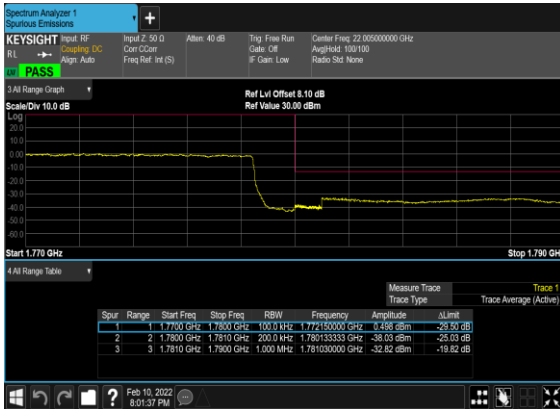 Spectrum Analyzer 1
Spurious Emissions
+
KEYSIGHT Input: RF Input Z: 50 Ω Atten: 40 dB Trig: Free Run Center Freq: 22.005000000 GHz
RL Coupling: DC Corr CCorr Gate: Off Avg|Hold: 100/100
Align: Auto Freq Ref: Int (S) IF Gain: Low Radio Std: None
PASS
3 All Range Graph
Ref Lvl Offset 8.10 dB
Scale/Div 10.0 dB Ref Value 30.00 dBm
Log
20.0
10.0
0.00
-10.0
-20.0
-30.0
-40.0
-50.0
-60.0
Start 1.770 GHz Stop 1.790 GH
4 All Range Table
Measure Trace Trace 1
Trace Type Trace Average (Active)
Spur Range Start Freq Stop Freq RBW Frequency Amplitude ΔLimit
1 1 1.7700 GHz 1.7800 GHz 100.0 kHz 1.772150000 GHz 0.498 dBm -29.50 dB
2 2 1.7800 GHz 1.7810 GHz 200.0 kHz 1.780133333 GHz -38.03 dBm -25.03 dB
3 3 1.7810 GHz 1.7900 GHz 1.000 MHz 1.781030000 GHz -32.82 dBm -19.82 dB
? Feb 10, 2022
8:01:37 PM